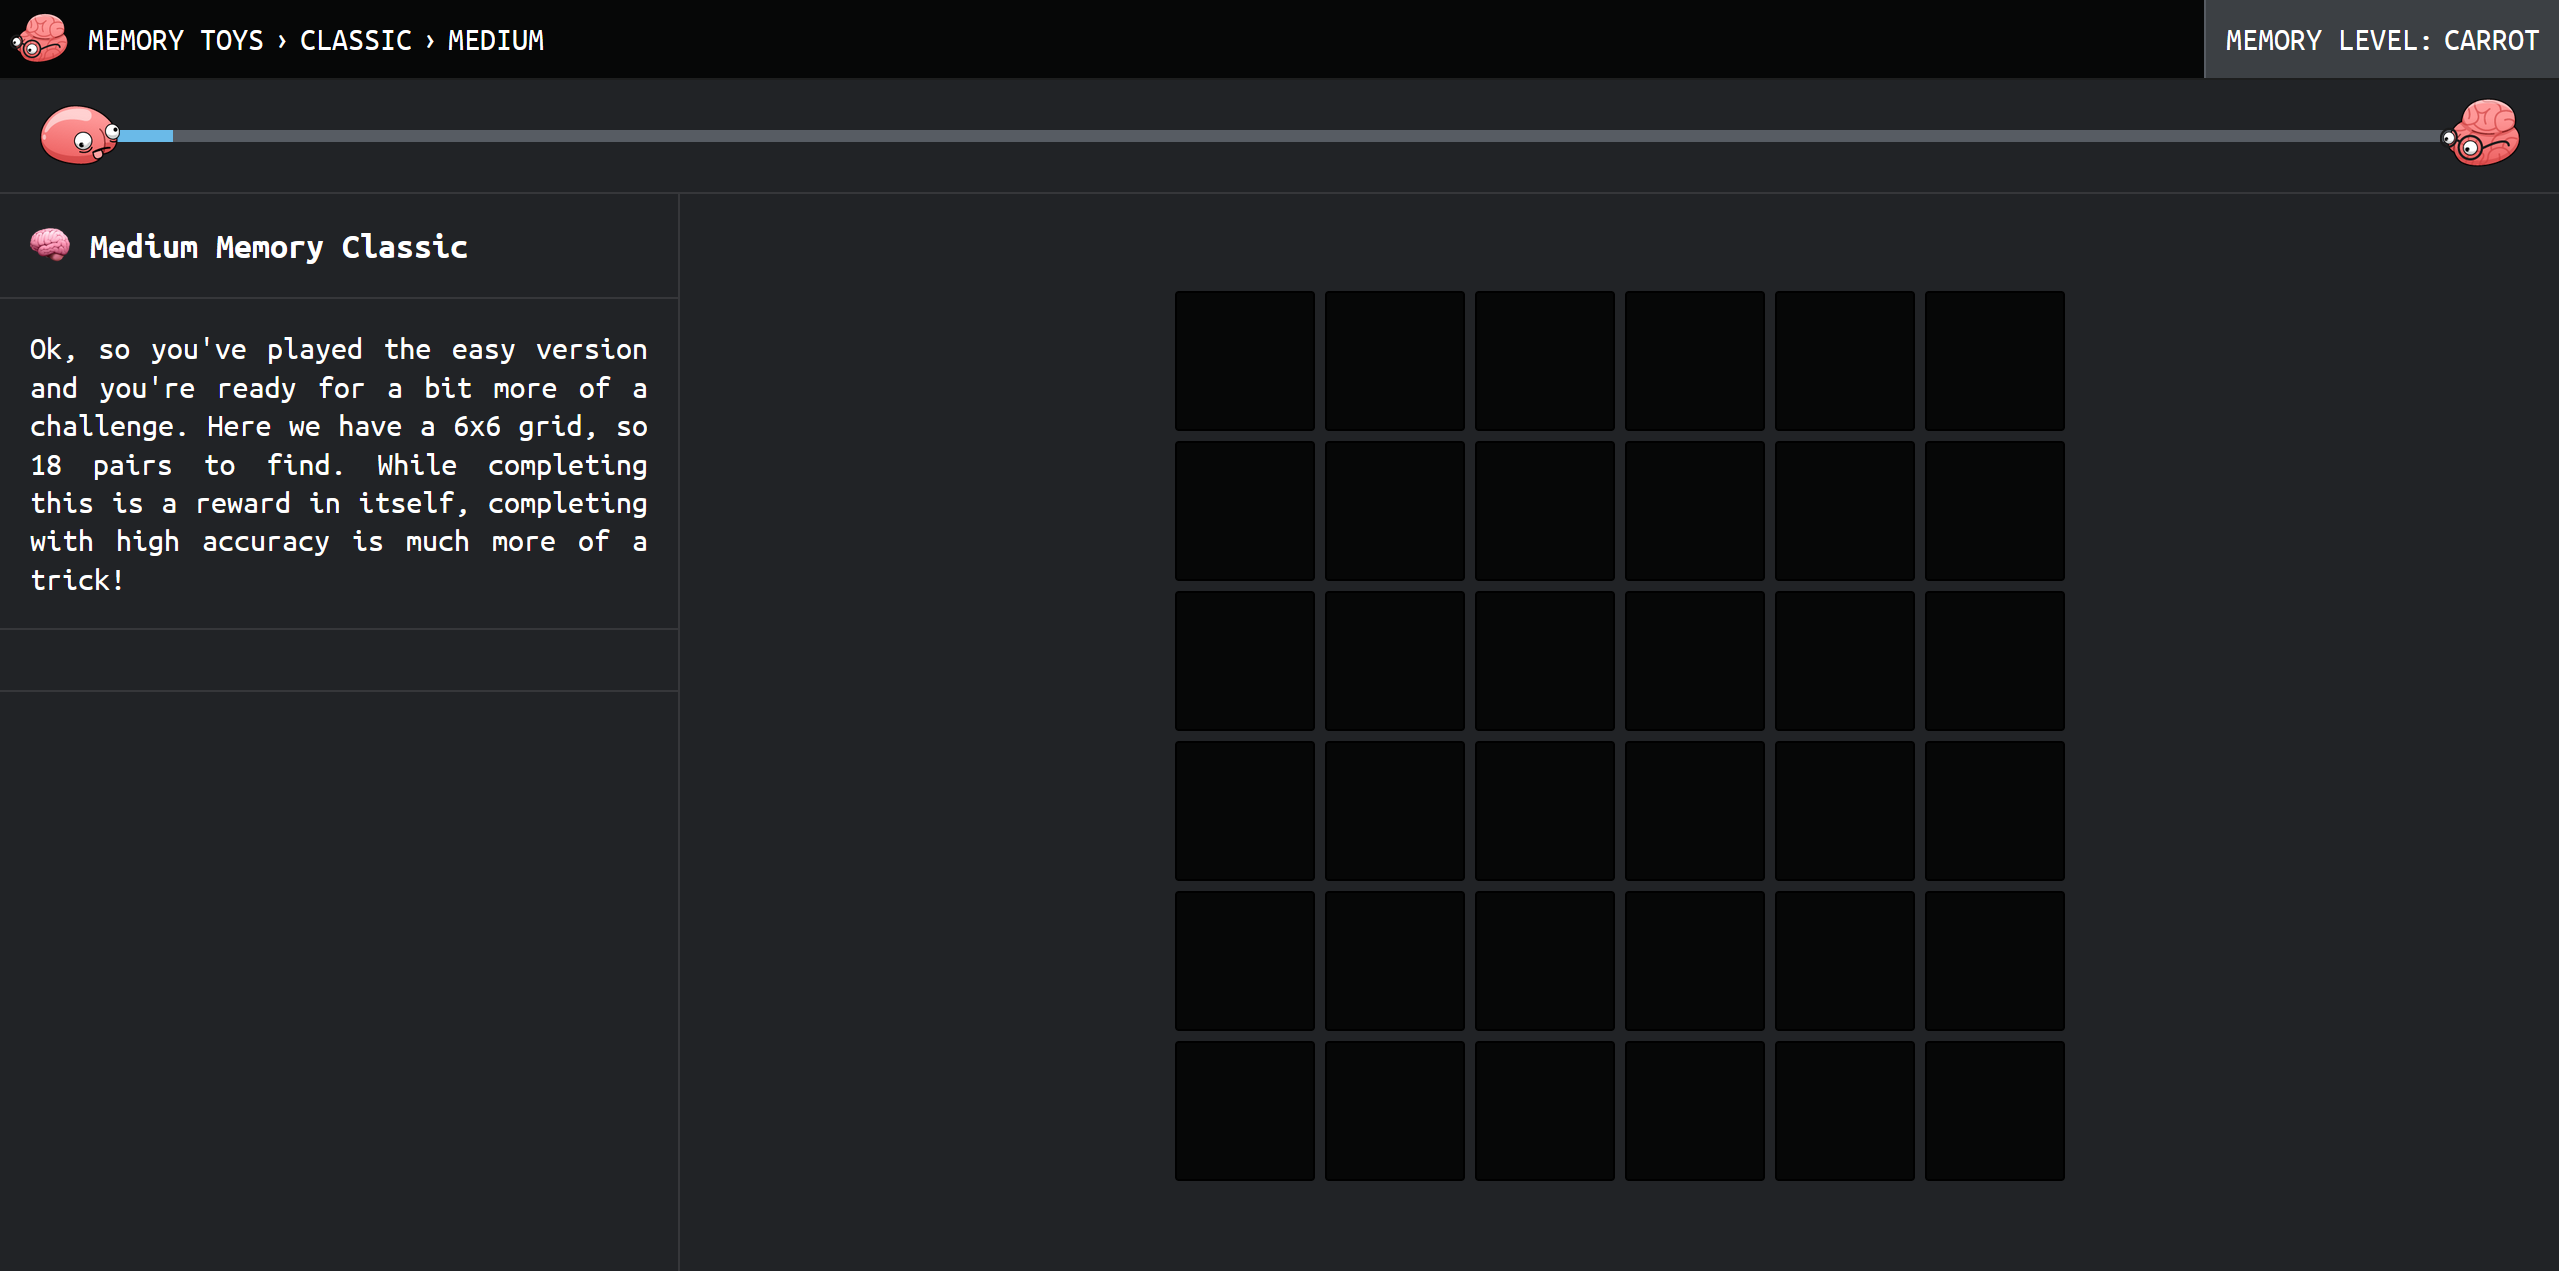 MEMORY TOYS › CLASSIC › MEDIUM
MEMORY LEVEL: CARROT
Medium Memory Classic
Ok, so you've played the easy version
and you're ready for a bit more of a
challenge. Here we have a 6x6 grid, so
18 pairs to find. While completing
this is a reward in itself, completing
with high accuracy is much more of a
trick!